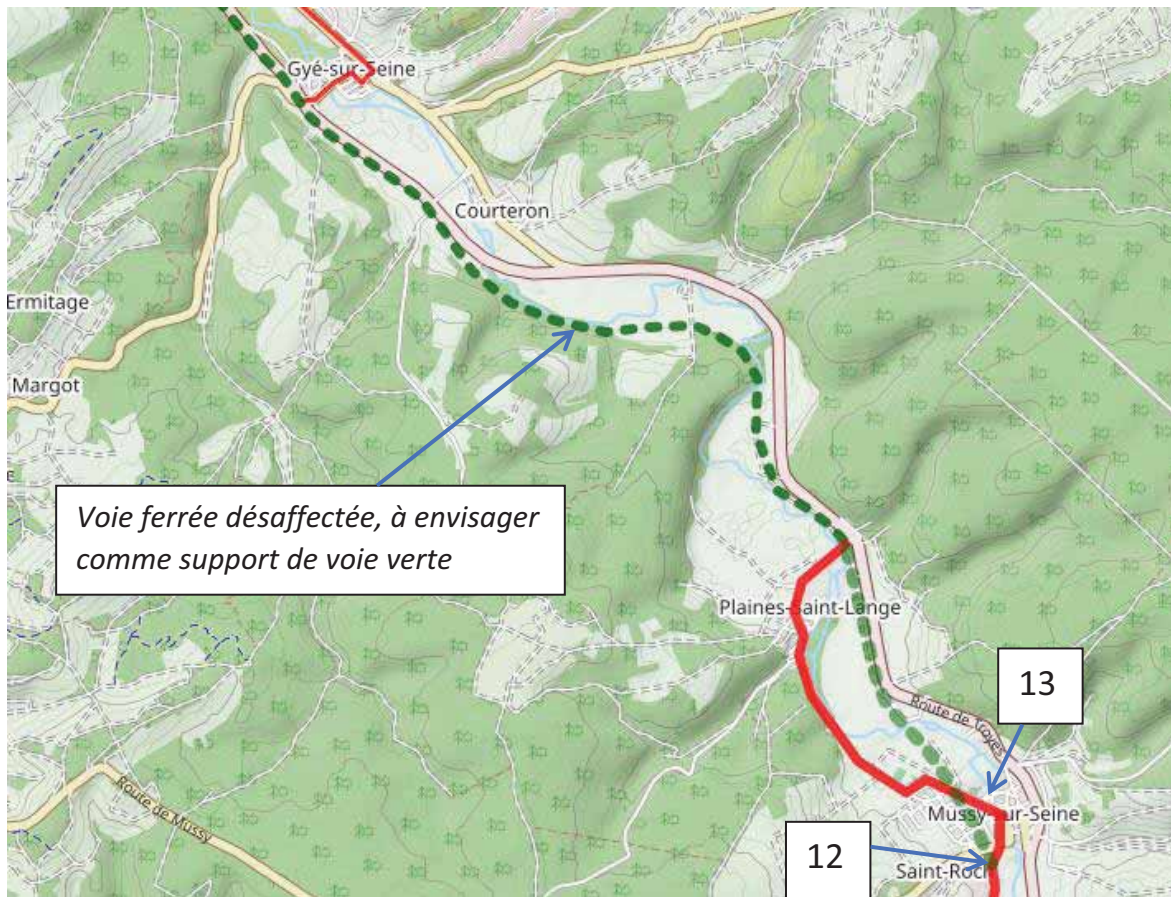 Gyé-sur-Seine
Courteron
Ermitage
Margot
Voie ferrée désaffectée, à envisager
comme support de voie verte
Plaines-Saint-Lange
13
Route de Troyes
Route de Mussy
Mussy-sur-Seine
12
Saint-Roch